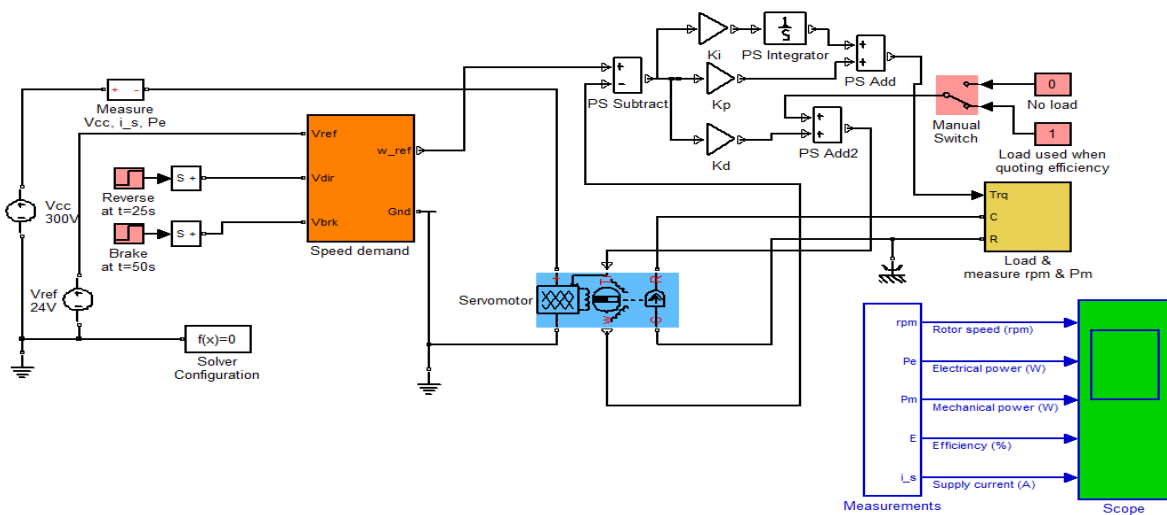 Ki
1
s
PS Integrator
+
+
PS Add
+
-
PS Subtract
Kp
Kd
+
+
PS Add2
Manual
Switch
0
No load
1
Load used when
quoting efficiency
+ -
Measure
Vcc, i_s, Pe
Vref
w_ref
Vdir
Vbrk
Gnd
Speed demand
S +
Reverse
at t=25s
S +
Brake
at t=50s
Vcc
300V
Vref
24V
f(x)=0
Solver
Configuration
Servomotor
+
Tr
R
W
C
Trq
C
R
Load &
measure rpm & Pm
rpm
Rotor speed (rpm)
Pe
Electrical power (W)
Pm
Mechanical power (W)
E
Efficiency (%)
i_s
Supply current (A)
Measurements
Scope